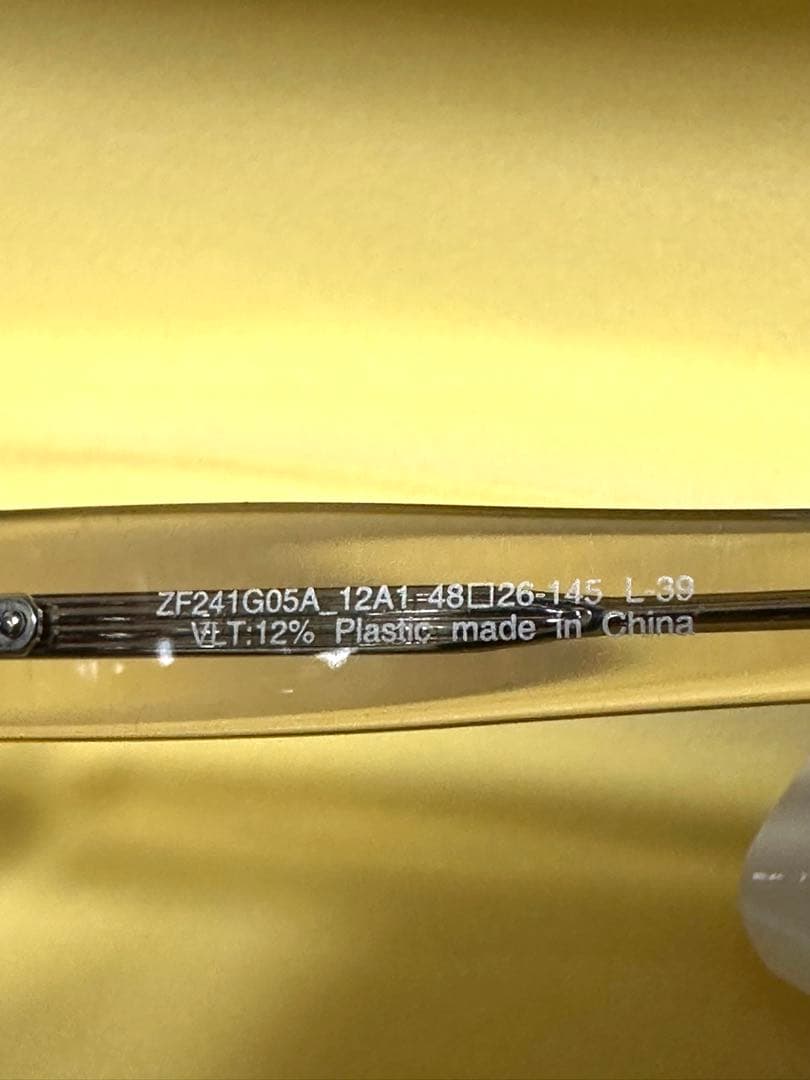 ZF241G05A_12A1 48□26-145 L-39
VLT:12% Plastic made in China